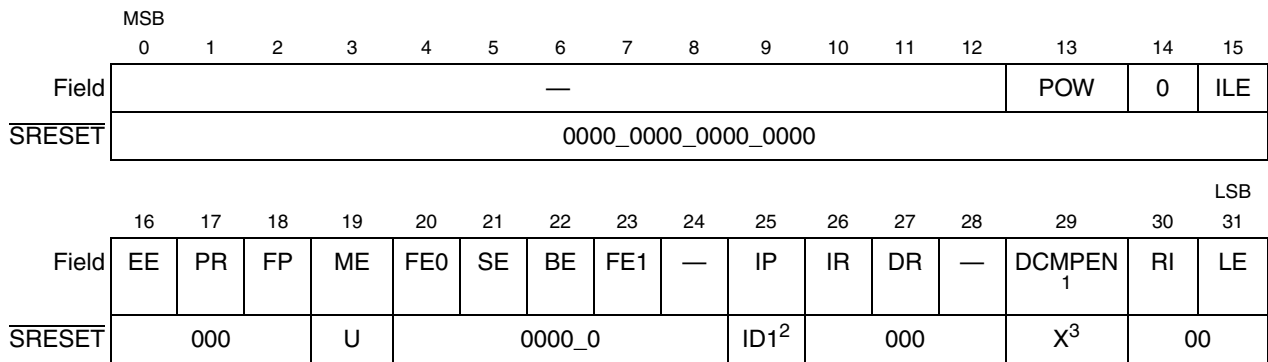 MSB
0 1 2 3 4 5 6 7 8 9 10 11 12 13 14 15
Field — POW 0 ILE
SRESET 0000_0000_0000_0000
LSB
16 17 18 19 20 21 22 23 24 25 26 27 28 29 30 31
Field EE PR FP ME FE0 SE BE FE1 — IP IR DR — DCMPEN RI LE
1
SRESET 000 U 0000_0 ID1² 000 X³ 00